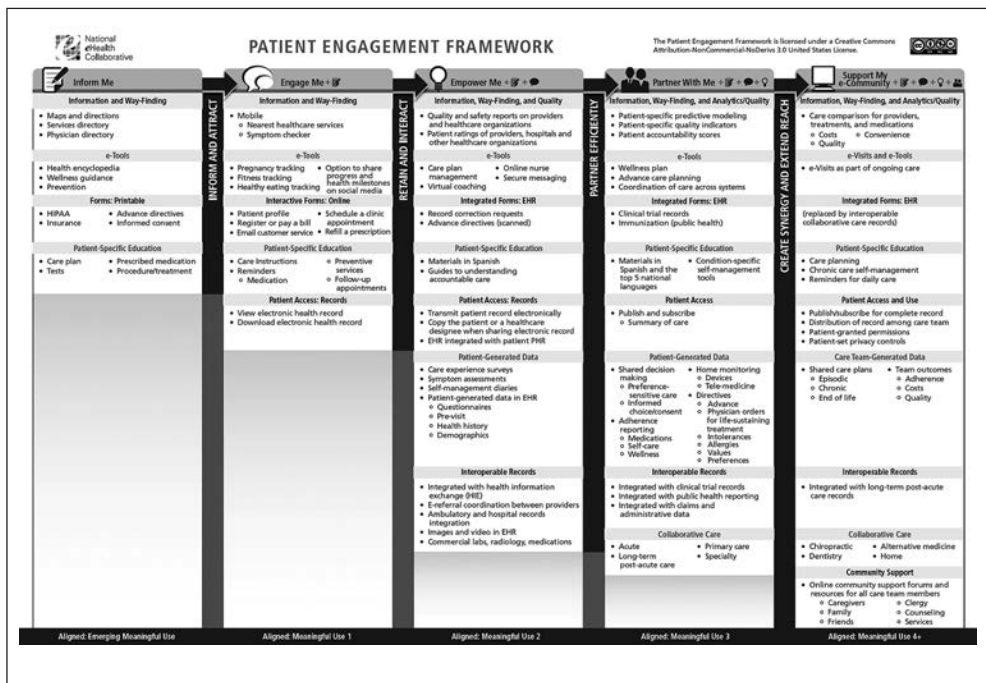 National
eHealth
Collaborative
PATIENT ENGAGEMENT FRAMEWORK
The Patient Engagement Framework is licensed under a Creative Commons
Attribution-NonCommercial-NoDerivs 3.0 United States License.
Inform Me
Information and Way-Finding
• Maps and directions
• Services directory
• Physician directory
e-Tools
• Health encyclopedia
• Wellness guidance
• Prevention
Forms: Printable
• HIPAA
• Insurance
• Advance directives
• Informed consent
Patient-Specific Education
• Care plan
• Tests
• Prescribed medication
• Procedure/treatment
Aligned: Emerging Meaningful Use
INFORM AND ATTRACT
Engage Me +
Information and Way-Finding
• Mobile
Nearest healthcare services
Symptom checker
e-Tools
• Pregnancy tracking
• Fitness tracking
• Healthy eating tracking
• Option to share
progress and
health milestones
on social media
Interactive Forms: Online
• Patient profile
• Register or pay a bill
• Email customer service
• Schedule a clinic
appointment
• Refill a prescription
Patient-Specific Education
• Care Instructions
• Reminders
Medication
Preventive
services
Follow-up
appointments
Patient Access: Records
• View electronic health record
• Download electronic health record
Aligned: Meaningful Use 1
RETAIN AND INTERACT
Empower Me + +
Information, Way-Finding, and Quality
• Quality and safety reports on providers
and healthcare organizations
• Patient ratings of providers, hospitals and
other healthcare organizations
e-Tools
• Care plan
management
• Virtual coaching
• Online nurse
• Secure messaging
Integrated Forms: EHR
• Record correction requests
• Advance directives (scanned)
Patient-Specific Education
• Materials in Spanish
• Guides to understanding
accountable care
Patient Access: Records
• Transmit patient record electronically
• Copy the patient or a healthcare
designee when sharing electronic record
• EHR integrated with patient PHR
Patient-Generated Data
• Care experience surveys
• Symptom assessments
• Self-management diaries
• Patient-generated data in EHR
Questionnaires
Pre-visit
Health history
Demographics
Interoperable Records
• Integrated with health information
exchange (HIE)
• E-referral coordination between providers
• Ambulatory and hospital records
integration
• Images and video in EHR
• Commercial labs, radiology, medications
Aligned: Meaningful Use 2
PARTNER EFFICIENTLY
Partner With Me + + +
Information, Way-Finding, and Analytics/Quality
• Patient-specific predictive modeling
• Patient-specific quality indicators
• Patient accountability scores
e-Tools
• Wellness plan
• Advance care planning
• Coordination of care across systems
Integrated Forms: EHR
• Clinical trial records
• Immunization (public health)
Patient-Specific Education
• Materials in
Spanish and the
top 5 national
languages
• Condition-specific
self-management
tools
Patient Access
• Publish and subscribe
Summary of care
Patient-Generated Data
• Shared decision
making
Preference-
sensitive care
Informed
choice/consent
• Adherence
reporting
Medications
Self-care
Wellness
• Home monitoring
Devices
Tele-medicine
• Directives
Advance
Physician orders
for life-sustaining
treatment
Intolerances
Allergies
Values
Preferences
Interoperable Records
• Integrated with clinical trial records
• Integrated with public health reporting
• Integrated with claims and
administrative data
Collaborative Care
• Acute
• Long-term
post-acute care
• Primary care
• Specialty
Aligned: Meaningful Use 3
CREATE SYNERGY AND EXTEND REACH
Support My
e-Community + + + +
Information, Way-Finding, and Analytics/Quality
• Care comparison for providers,
treatments, and medications
Costs
Quality
Convenience
e-Visits and e-Tools
• e-Visits as part of ongoing care
Integrated Forms: EHR
(replaced by interoperable
collaborative care records)
Patient-Specific Education
• Care planning
• Chronic care self-management
• Reminders for daily care
Patient Access and Use
• Publish/subscribe for complete record
• Distribution of record among care team
• Patient-granted permissions
• Patient-set privacy controls
Care Team-Generated Data
• Shared care plans
Episodic
Chronic
End of life
• Team outcomes
Adherence
Costs
Quality
Interoperable Records
• Integrated with long-term post-acute
care records
Collaborative Care
• Chiropractic
• Dentistry
• Alternative medicine
• Home
Community Support
• Online community support forums and
resources for all care team members
Caregivers
Family
Friends
Clergy
Counseling
Services
Aligned: Meaningful Use 4+